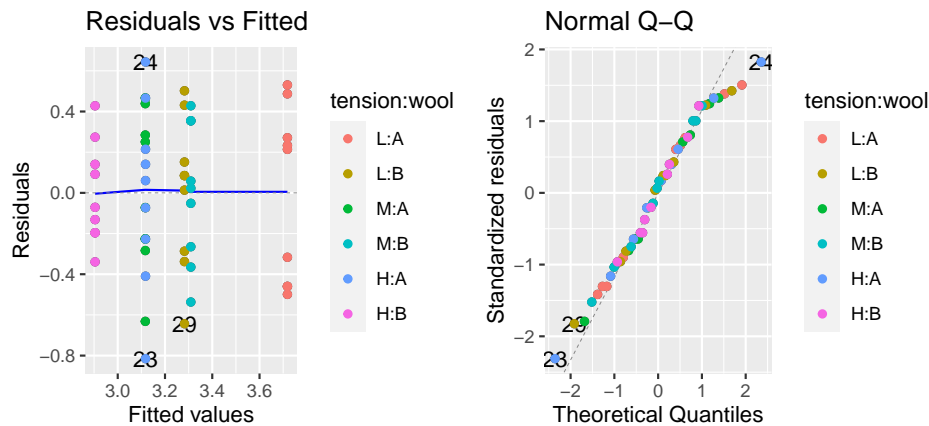 Residuals vs Fitted
Residuals
0.4
0.0
−0.4
−0.8
24
29
23
3.0 3.2 3.4 3.6
Fitted values
tension:wool
L:A
L:B
M:A
M:B
H:A
H:B
Normal Q−Q
Standardized residuals
2
1
0
−1
−2
24
29
23
−2 −1 0 1 2
Theoretical Quantiles
tension:wool
L:A
L:B
M:A
M:B
H:A
H:B